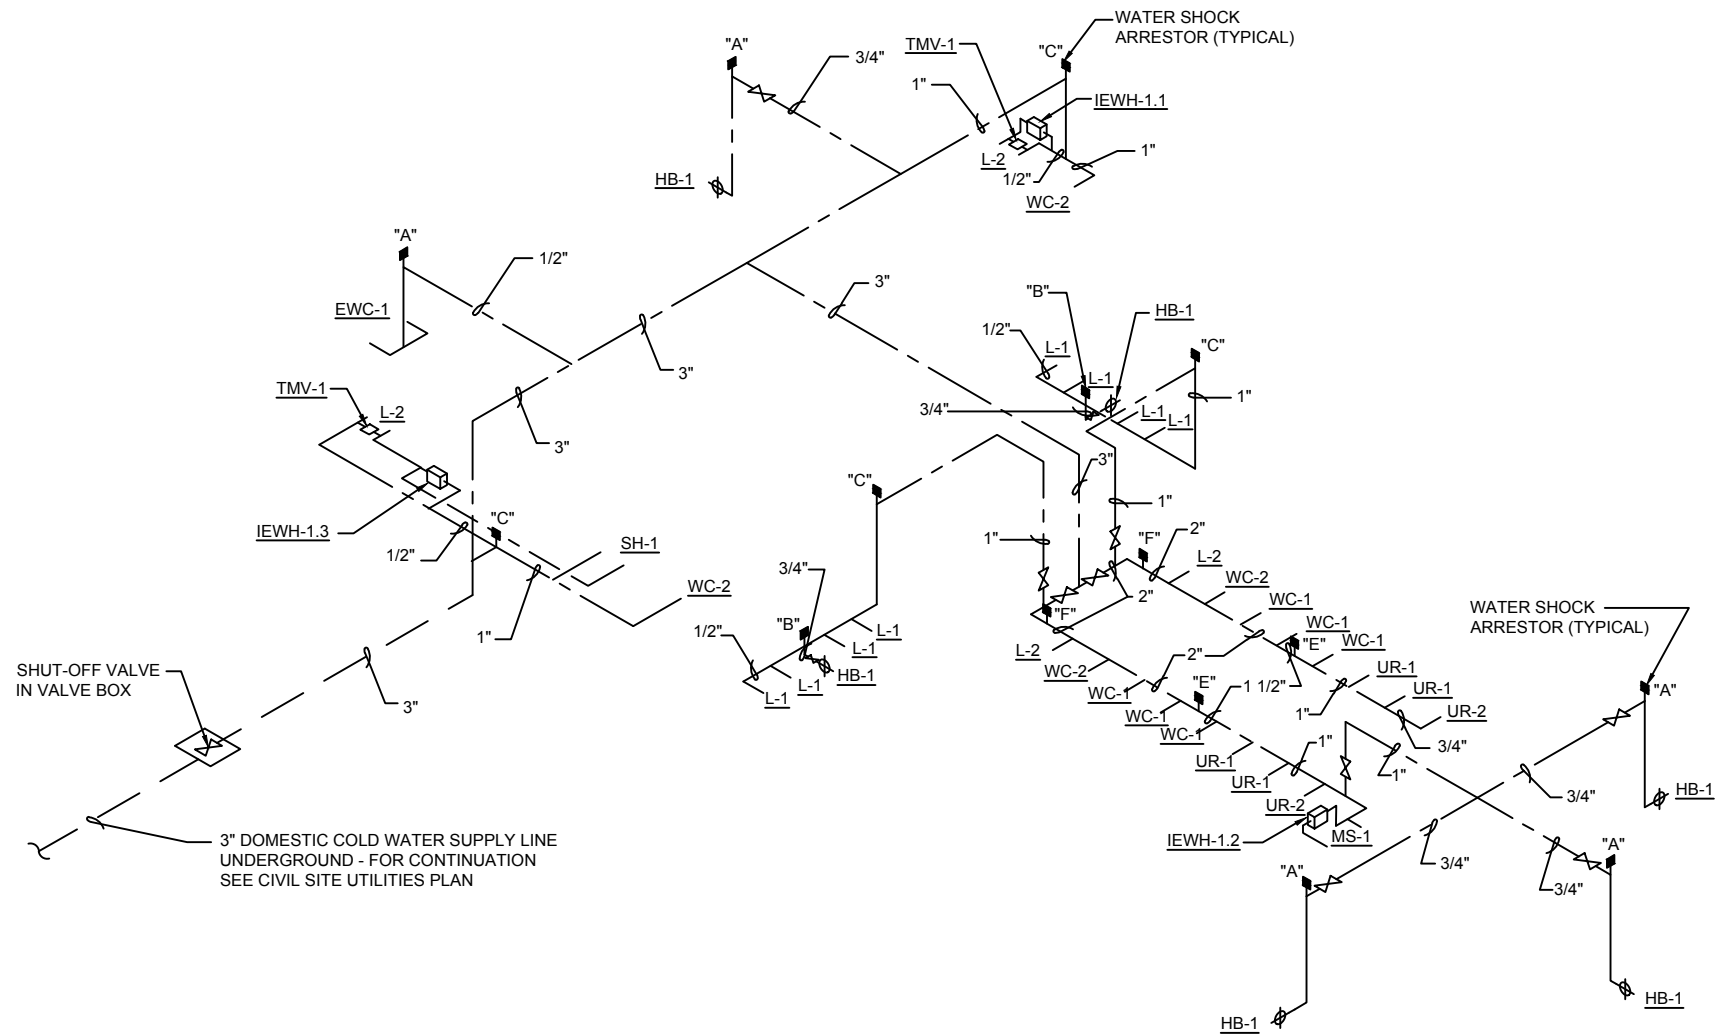 WATER SHOCK
ARRESTOR (TYPICAL)
"A"
TMV-1
"C"
3/4"
1"
IEWH-1.1
1"
L-2
1/2"
HB-1
WC-2
"A"
1/2"
EWC-1
3"
"B"
HB-1
1/2"
L-1
"C"
3"
L-1
TMV-1
L-2
3/4"
1"
L-1
L-1
3"
3"
"C"
1"
IEWH-1.3
"C"
1/2"
SH-1
1"
"F"
2"
L-2
3/4"
WC-2
WC-2
2"
WC-1
"F"
WC-1
"E"
WC-1
1/2"
"B"
L-1
L-1
HB-1
L-1
L-1
1"
L-2
2"
WC-2
UR-1
WATER SHOCK
ARRESTOR (TYPICAL)
SHUT-OFF VALVE
IN VALVE BOX
3"
WC-1
"E"
1 1/2"
UR-1
"A"
WC-1
1"
UR-2
WC-1
3/4"
UR-1
1"
UR-1
1"
HB-1
3/4"
UR-2
IEWH-1.2
MS-1
3" DOMESTIC COLD WATER SUPPLY LINE
UNDERGROUND - FOR CONTINUATION
SEE CIVIL SITE UTILITIES PLAN
"A"
3/4"
"A"
3/4"
HB-1
HB-1